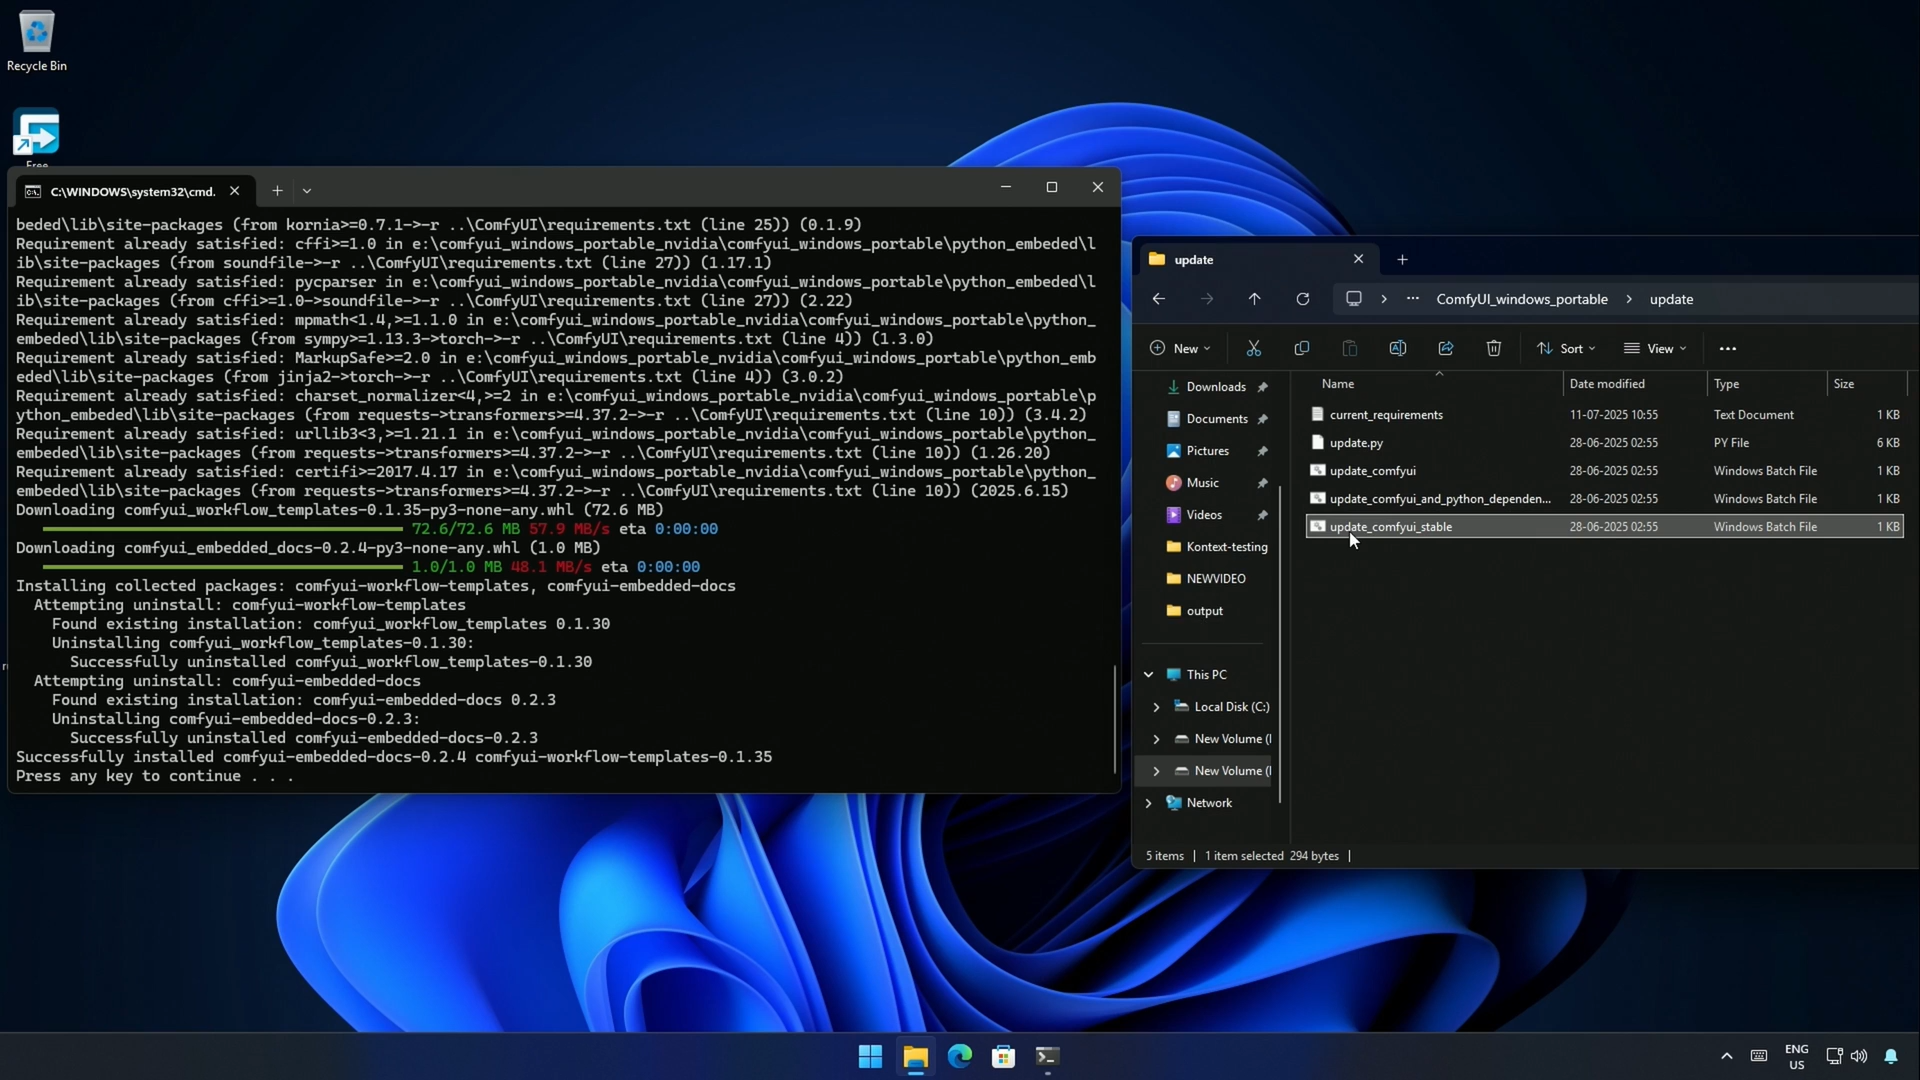 Recycle Bin
Free
C:\WINDOWS\system32\cmd.
beded\lib\site-packages (from kornia>=0.7.1->-r ..\ComfyUI\requirements.txt (line 25)) (0.1.9)
Requirement already satisfied: cffi>=1.0 in e:\comfyui_windows_portable_nvidia\comfyui_windows_portable\python_embeded\l
ib\site-packages (from soundfile->-r ..\ComfyUI\requirements.txt (line 27)) (1.17.1)
Requirement already satisfied: pycparser in e:\comfyui_windows_portable_nvidia\comfyui_windows_portable\python_embeded\l
ib\site-packages (from cffi>=1.0->soundfile->-r ..\ComfyUI\requirements.txt (line 27)) (2.22)
Requirement already satisfied: mpmath<1.4,>=1.1.0 in e:\comfyui_windows_portable_nvidia\comfyui_windows_portable\python_
embeded\lib\site-packages (from sympy>=1.13.3->torch->-r ..\ComfyUI\requirements.txt (line 4)) (1.3.0)
Requirement already satisfied: MarkupSafe>=2.0 in e:\comfyui_windows_portable_nvidia\comfyui_windows_portable\python_emb
eded\lib\site-packages (from jinja2->torch->-r ..\ComfyUI\requirements.txt (line 4)) (3.0.2)
Requirement already satisfied: charset_normalizer<4,>=2 in e:\comfyui_windows_portable_nvidia\comfyui_windows_portable\p
ython_embeded\lib\site-packages (from requests->transformers>=4.37.2->-r ..\ComfyUI\requirements.txt (line 10)) (3.4.2)
Requirement already satisfied: urllib3<3,>=1.21.1 in e:\comfyui_windows_portable_nvidia\comfyui_windows_portable\python_
embeded\lib\site-packages (from requests->transformers>=4.37.2->-r ..\ComfyUI\requirements.txt (line 10)) (1.26.20)
Requirement already satisfied: certifi>=2017.4.17 in e:\comfyui_windows_portable_nvidia\comfyui_windows_portable\python_
embeded\lib\site-packages (from requests->transformers>=4.37.2->-r ..\ComfyUI\requirements.txt (line 10)) (2025.6.15)
Downloading comfyui_workflow_templates-0.1.35-py3-none-any.whl (72.6 MB)
72.6/72.6 MB 57.9 MB/s eta 0:00:00
Downloading comfyui_embedded_docs-0.2.4-py3-none-any.whl (1.0 MB)
1.0/1.0 MB 48.1 MB/s eta 0:00:00
Installing collected packages: comfyui-workflow-templates, comfyui-embedded-docs
Attempting uninstall: comfyui-workflow-templates
Found existing installation: comfyui_workflow_templates 0.1.30
Uninstalling comfyui_workflow_templates-0.1.30:
Successfully uninstalled comfyui_workflow_templates-0.1.30
Attempting uninstall: comfyui-embedded-docs
Found existing installation: comfyui-embedded-docs 0.2.3
Uninstalling comfyui-embedded-docs-0.2.3:
Successfully uninstalled comfyui-embedded-docs-0.2.3
Successfully installed comfyui-embedded-docs-0.2.4 comfyui-workflow-templates-0.1.35
Press any key to continue . . .
update
ComfyUI_windows_portable > update
New Sort View
Name Date modified Type Size
current_requirements 11-07-2025 10:55 Text Document 1 KB
update.py 28-06-2025 02:55 PY File 6 KB
update_comfyui 28-06-2025 02:55 Windows Batch File 1 KB
update_comfyui_and_python_dependen... 28-06-2025 02:55 Windows Batch File 1 KB
update_comfyui_stable 28-06-2025 02:55 Windows Batch File 1 KB
Downloads
Documents
Pictures
Music
Videos
Kontext-testing
NEWVIDEO
output
This PC
Local Disk (C:)
New Volume (
New Volume (
Network
5 items | 1 item selected 294 bytes |
ENG
US